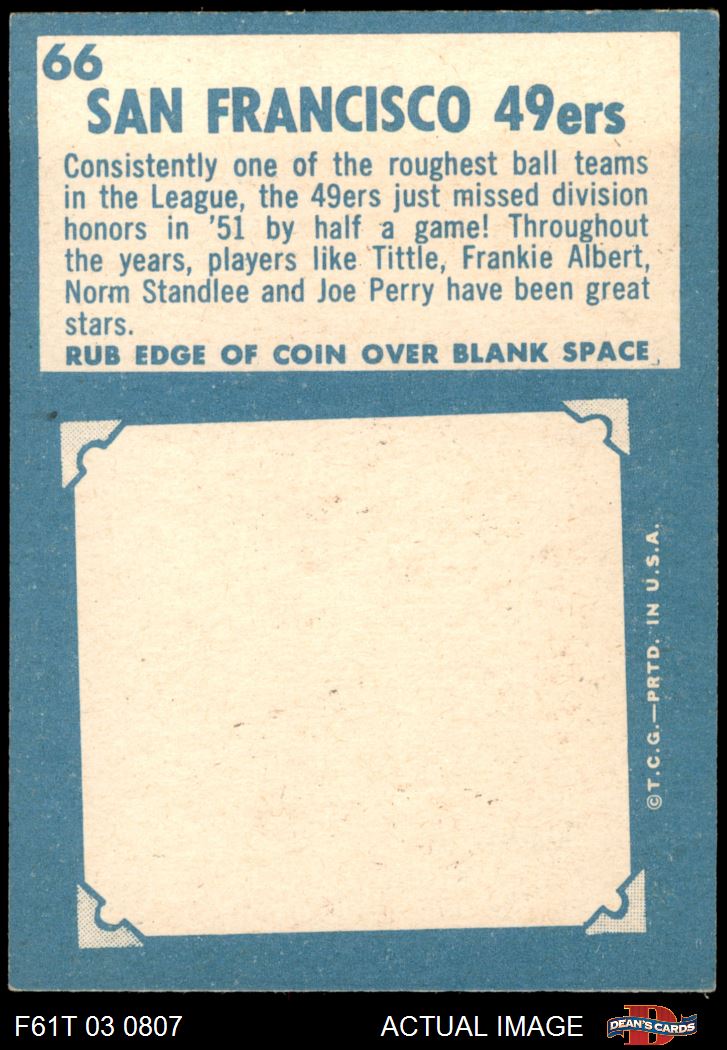 66
SAN FRANCISCO 49ers
Consistently one of the roughest ball teams
in the League, the 49ers just missed division
honors in '51 by half a game! Throughout
the years, players like Tittle, Frankie Albert,
Norm Standlee and Joe Perry have been great
stars.
RUB EDGE OF COIN OVER BLANK SPACE
©T.C.G.—PRTD. IN U.S.A.
F61T 03 0807
ACTUAL IMAGE
D
DEAN'S CARDS